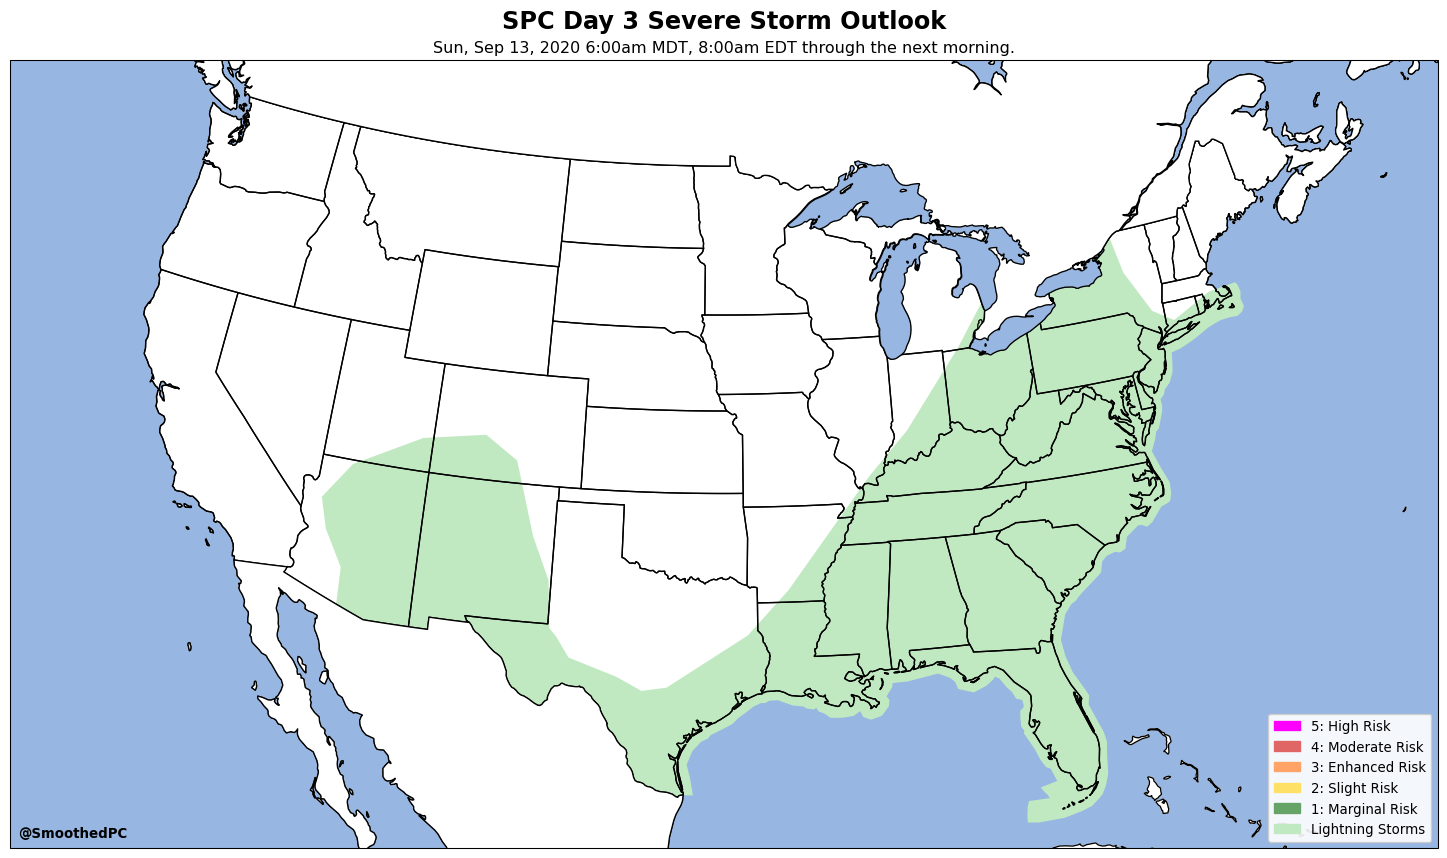 SPC Day 3 Severe Storm Outlook
Sun, Sep 13, 2020 6:00am MDT, 8:00am EDT through the next morning.
5: High Risk
4: Moderate Risk
3: Enhanced Risk
2: Slight Risk
1: Marginal Risk
Lightning Storms
@SmoothedPC